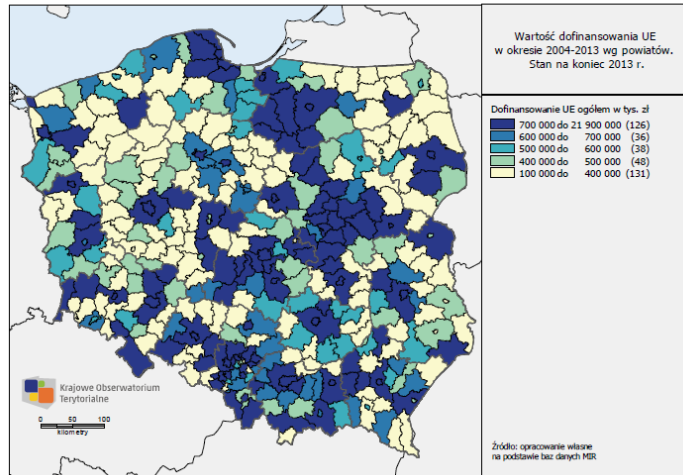 Wartość dofinansowania UE
w okresie 2004-2013 wg powiatów.
Stan na koniec 2013 r.
Dofinansowanie UE ogółem w tys. zł
700 000 do 21 900 000 (126)
600 000 do 700 000 (36)
500 000 do 600 000 (38)
400 000 do 500 000 (48)
100 000 do 400 000 (131)
Krajowe Obserwatorium
Terytorialne
0 50 100
kilometry
Źródło: opracowanie własne
na podstawie baz danych MIR